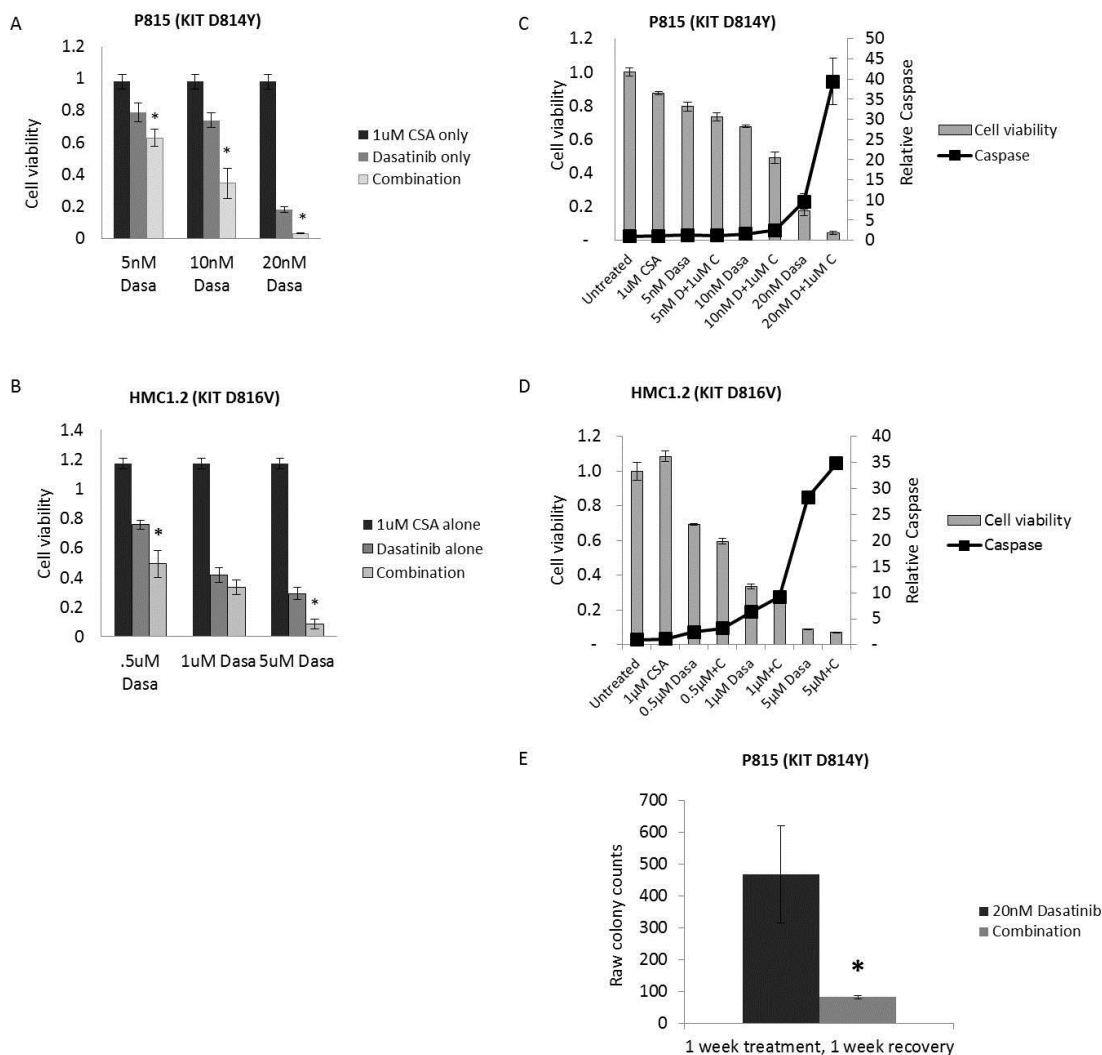 A
P815 (KIT D814Y)
1.2
1
0.8
0.6
0.4
0.2
0
Cell viability
*
*
*
5nM
Dasa
10nM
Dasa
20nM
Dasa
1uM CSA only
Dasatinib only
Combination
C
P815 (KIT D814Y)
1.2
1.0
0.8
0.6
0.4
0.2
-
Cell viability
50
45
40
35
30
25
20
15
10
5
0
Relative Caspase
Untreated
1uM CSA
5nM Dasa
5nM D+1uM C
10nM Dasa
10nM D+1uM C
20nM Dasa
20nM D+1uM C
Cell viability
Caspase
B
HMC1.2 (KIT D816V)
1.4
1.2
1
0.8
0.6
0.4
0.2
0
Cell viability
*
*
.5uM
Dasa
1uM Dasa
5uM Dasa
1uM CSA alone
Dasatinib alone
Combination
D
HMC1.2 (KIT D816V)
1.2
1.0
0.8
0.6
0.4
0.2
-
Cell viability
40
35
30
25
20
15
10
5
-
Relative Caspase
Untreated
1µM CSA
0.5µM Dasa
0.5µM+C
1µM Dasa
1µM+C
5µM Dasa
5µM+C
Cell viability
Caspase
E
P815 (KIT D814Y)
700
600
500
400
300
200
100
0
Raw colony counts
*
1 week treatment, 1 week recovery
20nM Dasatinib
Combination